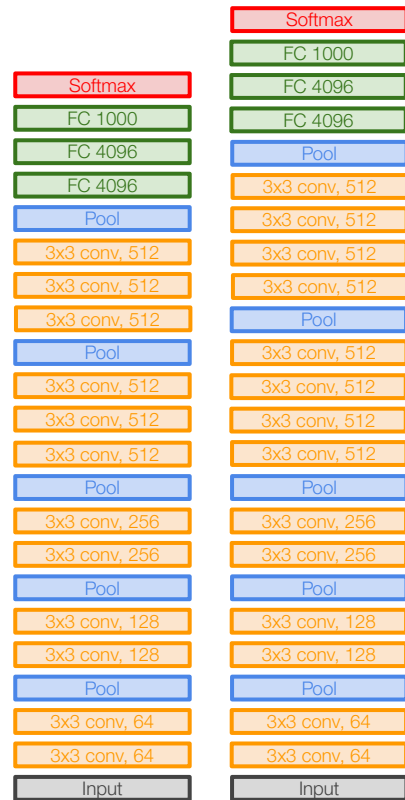 Softmax
FC 1000
FC 4096
FC 4096
Pool
3x3 conv, 512
3x3 conv, 512
3x3 conv, 512
Pool
3x3 conv, 512
3x3 conv, 512
3x3 conv, 512
Pool
3x3 conv, 256
3x3 conv, 256
Pool
3x3 conv, 128
3x3 conv, 128
Pool
3x3 conv, 64
3x3 conv, 64
Input
Softmax
FC 1000
FC 4096
FC 4096
Pool
3x3 conv, 512
3x3 conv, 512
3x3 conv, 512
3x3 conv, 512
Pool
3x3 conv, 512
3x3 conv, 512
3x3 conv, 512
3x3 conv, 512
Pool
3x3 conv, 256
3x3 conv, 256
Pool
3x3 conv, 128
3x3 conv, 128
Pool
3x3 conv, 64
3x3 conv, 64
Input